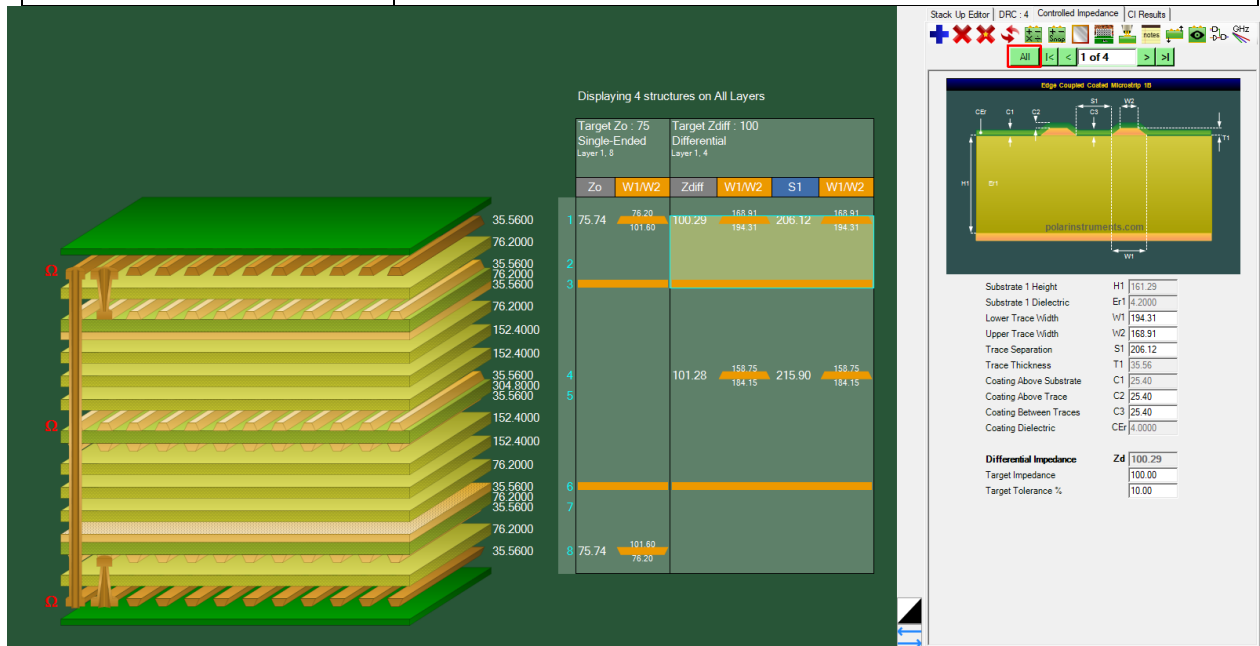 Stack Up Editor DRC : 4 Controlled Impedance CI Results
notes GHz
All |< < 1 of 4 > >|
Displaying 4 structures on All Layers
Target Zo : 75 Target Zdiff : 100
Single-Ended Differential
Layer 1, 8 Layer 1, 4
Zo W1/W2 Zdiff W1/W2 S1 W1/W2
1 75.74 76.20 101.60 100.29 168.91 194.31 206.12 168.91 194.31
2
3
4 101.28 158.75 184.15 215.90 158.75 184.15
5
6
7
8 75.74 101.60 76.20
35.5600
76.2000
35.5600
76.2000
35.5600
76.2000
152.4000
152.4000
35.5600
304.8000
35.5600
152.4000
152.4000
76.2000
35.5600
76.2000
35.5600
76.2000
35.5600
Ω
Ω
Ω
Edge Coupled Coated Microstrip 1B
CEr C1 C2 S1 C3 W2
T1
H1 Er1
polarinstruments.com
W1
Substrate 1 Height H1 161.29
Substrate 1 Dielectric Er1 4.2000
Lower Trace Width W1 194.31
Upper Trace Width W2 168.91
Trace Separation S1 206.12
Trace Thickness T1 35.56
Coating Above Substrate C1 25.40
Coating Above Trace C2 25.40
Coating Between Traces C3 25.40
Coating Dielectric CEr 4.0000
Differential Impedance Zd 100.29
Target Impedance 100.00
Target Tolerance % 10.00